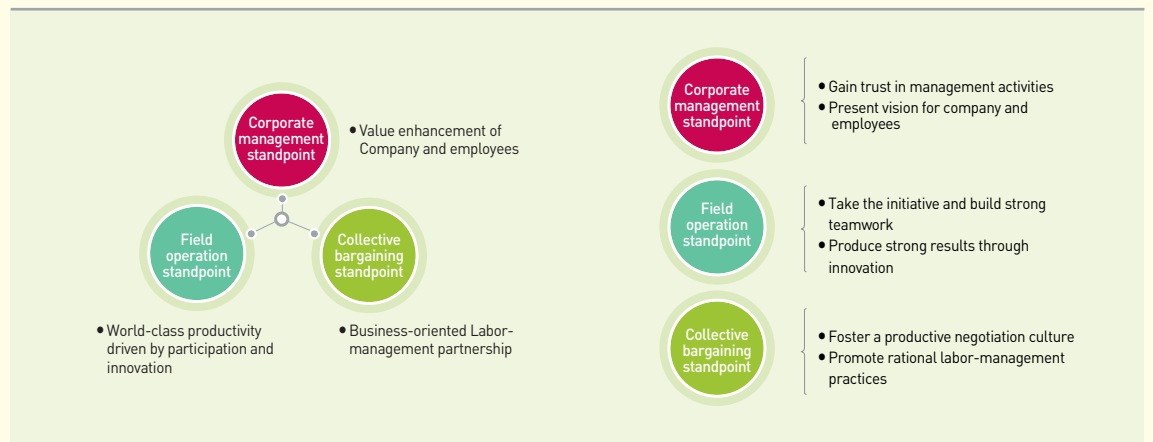 Corporate
management
standpoint
• Value enhancement of
Company and employees
Field
operation
standpoint
Collective
bargaining
standpoint
• World-class productivity
driven by participation and
innovation
• Business-oriented Labor-
management partnership
Corporate
management
standpoint
• Gain trust in management activities
• Present vision for company and
employees
Field
operation
standpoint
• Take the initiative and build strong
teamwork
• Produce strong results through
innovation
Collective
bargaining
standpoint
• Foster a productive negotiation culture
• Promote rational labor-management
practices